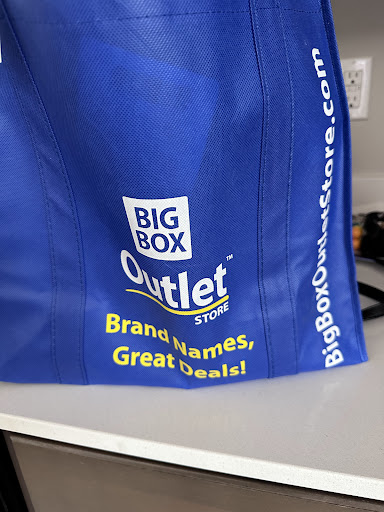 BIG
BOX
Outlet™
STORE
Brand Names,
Great Deals!
BigBoxOutletStore.com